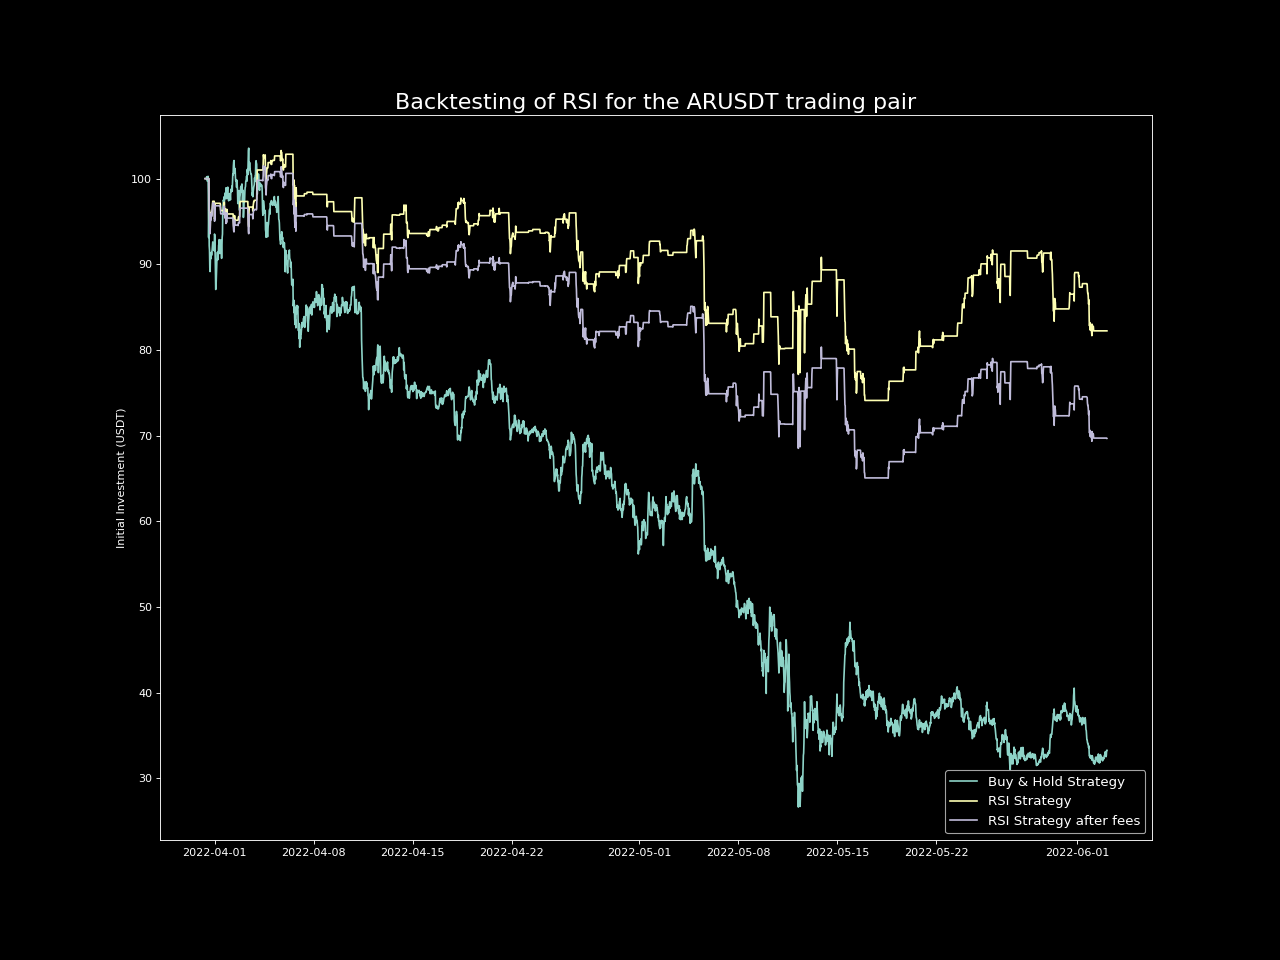 Backtesting of RSI for the ARUSDT trading pair
Initial Investment (USDT)
100
90
80
70
60
50
40
30
2022-04-01 2022-04-08 2022-04-15 2022-04-22 2022-05-01 2022-05-08 2022-05-15 2022-05-22 2022-06-01
Buy & Hold Strategy
RSI Strategy
RSI Strategy after fees